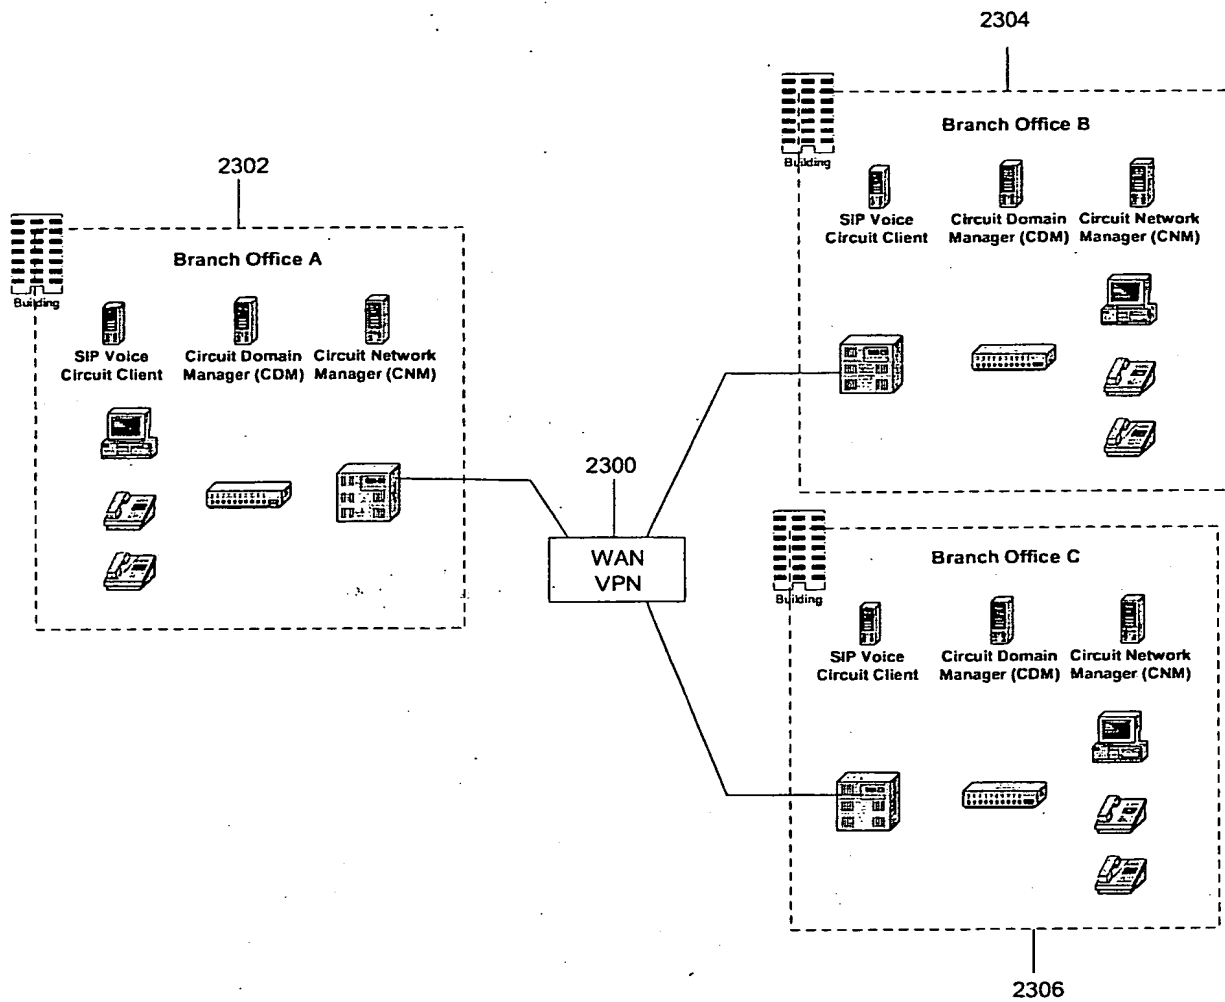 2304
Building
Branch Office B
SIP Voice
Circuit Client
Circuit Domain
Manager (CDM)
Circuit Network
Manager (CNM)
2302
Building
Branch Office A
SIP Voice
Circuit Client
Circuit Domain
Manager (CDM)
Circuit Network
Manager (CNM)
2300
WAN
VPN
Building
Branch Office C
SIP Voice
Circuit Client
Circuit Domain
Manager (CDM)
Circuit Network
Manager (CNM)
2306